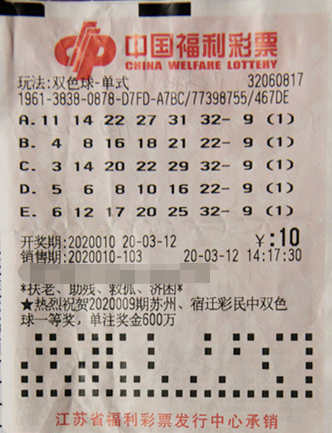 中国福利彩票
CHINA WELFARE LOTTERY
玩法:双色球-单式 32060817
1961-3838-0878-D7FD-A7BC/77398755/467DE
A.11 14 22 27 31 32- 9 (1)
B. 4 8 16 18 21 22- 9 (1)
C. 3 14 20 22 29 32- 9 (1)
D. 5 6 8 10 16 22- 9 (1)
E. 6 12 17 20 25 32- 9 (1)
开奖期:2020010 20-03-12 ￥:10
销售期:2020010-103 20-03-12 14:17:30
*扶老、助残、救孤、济困*
★热烈祝贺2020009期苏州、宿迁彩民中双色
球一等奖，单注奖金600万
江苏省福利彩票发行中心承销